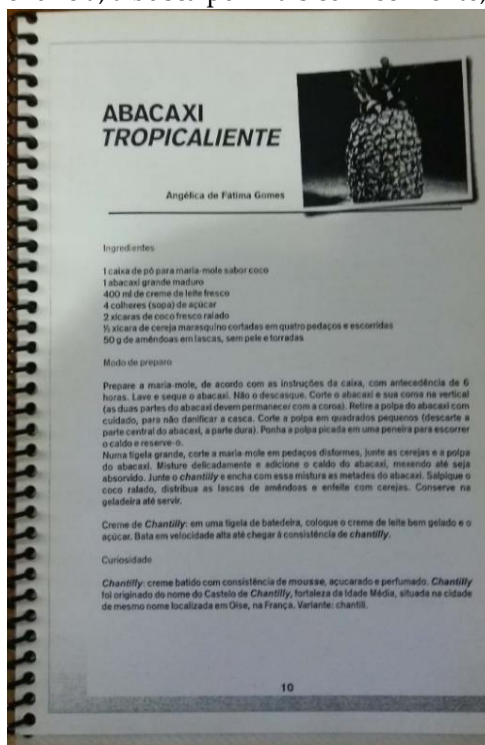 ABACAXI
TROPICALIENTE
Angélica de Fátima Gomes
Ingredientes
1 caixa de pó para maria-mole sabor coco
1 abacaxi grande maduro
400 ml de creme de leite fresco
4 colheres (sopa) de açúcar
2 xícaras de coco fresco ralado
½ xícara de cereja marasquino cortadas em quatro pedaços e escorridas
50 g de amêndoas em lascas, sem pele e torradas
Modo de preparo
Prepare a maria-mole, de acordo com as instruções da caixa, com antecedência de 6
horas. Lave e seque o abacaxi. Não o descasque. Corte o abacaxi e sua coroa na vertical
(as duas partes do abacaxi devem permanecer com a coroa). Retire a polpa do abacaxi com
cuidado, para não danificar a casca. Corte a polpa em quadrados pequenos (descarte a
parte central do abacaxi, a parte dura). Ponha a polpa picada em uma peneira para escorrer
o caldo e reserve-o.
Numa tigela grande, corte a maria-mole em pedaços disformes, junte as cerejas e a polpa
do abacaxi. Misture delicadamente e adicione o caldo do abacaxi, mexendo até seja
absorvido. Junte o chantilly e encha com essa mistura as metades do abacaxi. Salpique o
coco ralado, distribua as lascas de amêndoas e enfeite com cerejas. Conserve na
geladeira até servir.
Creme de Chantilly: em uma tigela de batedeira, coloque o creme de leite bem gelado e o
açúcar. Bata em velocidade alta até chegar à consistência de chantilly.
Curiosidade
Chantilly: creme batido com consistência de mousse, açucarado e perfumado. Chantilly
foi originado do nome do Castelo de Chantilly, fortaleza da Idade Média, situada na cidade
de mesmo nome localizada em Oise, na França. Variante: chantili.
10